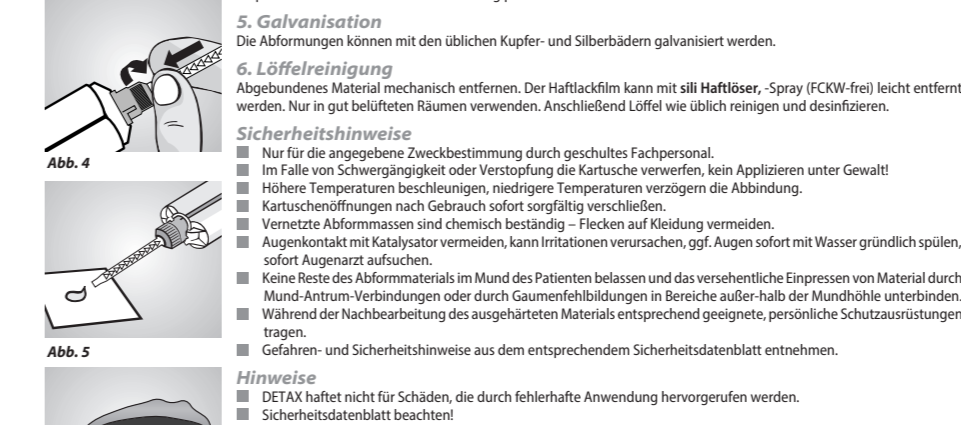 5. Galvanisation
Die Abformungen können mit den üblichen Kupfer- und Silberbädern galvanisiert werden.
6. Löffelreinigung
Abgebundenes Material mechanisch entfernen. Der Haftlackfilm kann mit sili Haftlöser, -Spray (FCKW-frei) leicht entfernt
werden. Nur in gut belüfteten Räumen verwenden. Anschließend Löffel wie üblich reinigen und desinfizieren.
Sicherheitshinweise
Nur für die angegebene Zweckbestimmung durch geschultes Fachpersonal.
Abb. 4
Im Falle von Schwergängigkeit oder Verstopfung die Kartusche verwerfen, kein Applizieren unter Gewalt!
Höhere Temperaturen beschleunigen, niedrigere Temperaturen verzögern die Abbindung.
Kartuschenöffnungen nach Gebrauch sofort sorgfältig verschließen.
Vernetzte Abformmassen sind chemisch beständig – Flecken auf Kleidung vermeiden.
Augenkontakt mit Katalysator vermeiden, kann Irritationen verursachen, ggf. Augen sofort mit Wasser gründlich spülen,
sofort Augenarzt aufsuchen.
Keine Reste des Abformmaterials im Mund des Patienten belassen und das versehentliche Einpressen von Material durch
Mund-Antrum-Verbindungen oder durch Gaumenfehlbildungen in Bereiche außer-halb der Mundhöhle unterbinden.
Während der Nachbearbeitung des ausgehärteten Materials entsprechend geeignete, persönliche Schutzausrüstungen
tragen.
Abb. 5
Gefahren- und Sicherheitshinweise aus dem entsprechendem Sicherheitsdatenblatt entnehmen.
Hinweise
DETAX haftet nicht für Schäden, die durch fehlerhafte Anwendung hervorgerufen werden.
Sicherheitsdatenblatt beachten!